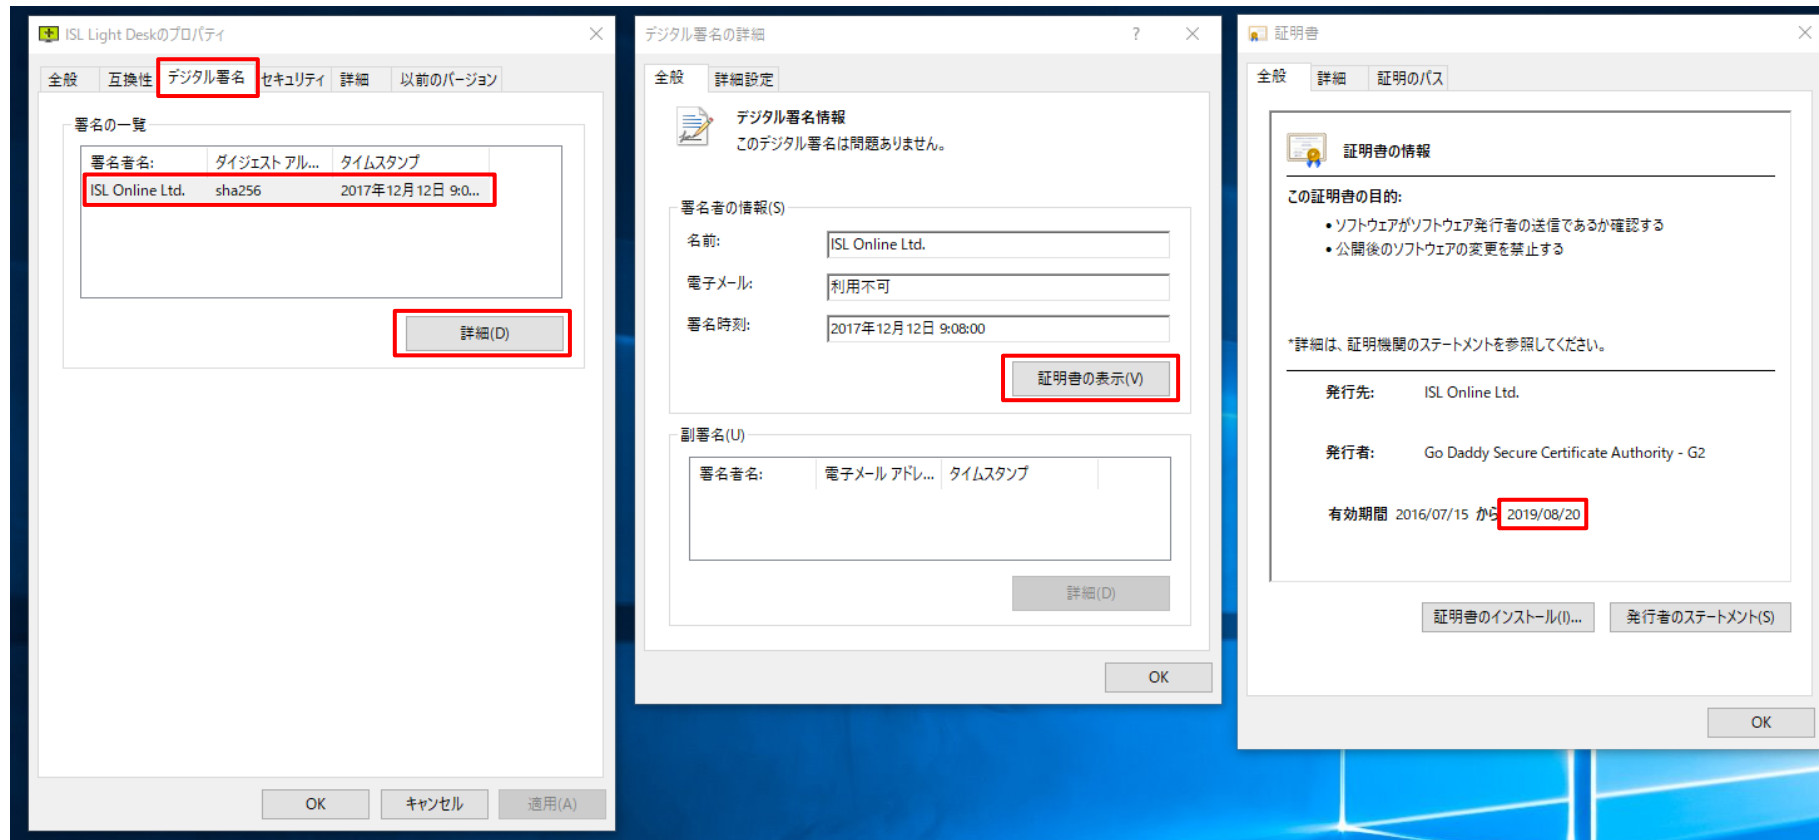 ISL Light Deskのプロパティ
全般 互換性 デジタル署名 セキュリティ 詳細 以前のバージョン
署名の一覧
署名者名: ダイジェスト アル... タイムスタンプ
ISL Online Ltd. sha256 2017年12月12日 9:0...
詳細(D)
OK キャンセル 適用(A)
デジタル署名の詳細 ?
全般 詳細設定
デジタル署名情報
このデジタル署名は問題ありません。
署名者の情報(S)
名前: ISL Online Ltd.
電子メール: 利用不可
署名時刻: 2017年12月12日 9:08:00
証明書の表示(V)
副署名(U)
署名者名: 電子メール アドレ... タイムスタンプ
詳細(D)
OK
証明書
全般 詳細 証明のパス
証明書の情報
この証明書の目的:
• ソフトウェアがソフトウェア発行者の送信であるか確認する
• 公開後のソフトウェアの変更を禁止する
*詳細は、証明機関のステートメントを参照してください。
発行先: ISL Online Ltd.
発行者: Go Daddy Secure Certificate Authority - G2
有効期間 2016/07/15 から 2019/08/20
証明書のインストール(I)... 発行者のステートメント(S)
OK